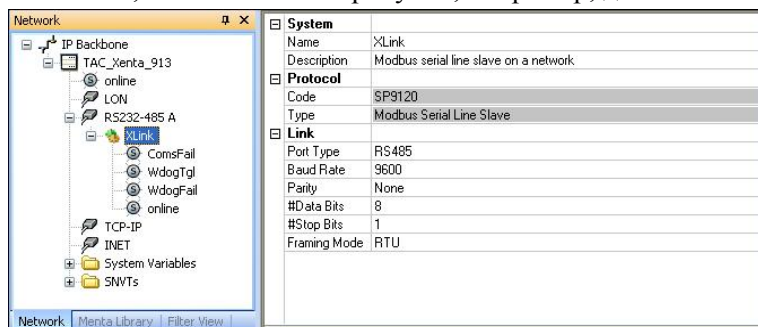 Network
IP Backbone
TAC_Xenta_913
online
LON
RS232-485 A
XLink
ComsFail
WdogTgl
WdogFail
online
TCP-IP
INET
System Variables
SNVTs
Network Menta Library Filter View
System
Name XLink
Description Modbus serial line slave on a network
Protocol
Code SP9120
Type Modbus Serial Line Slave
Link
Port Type RS485
Baud Rate 9600
Parity None
#Data Bits 8
#Stop Bits 1
Framing Mode RTU